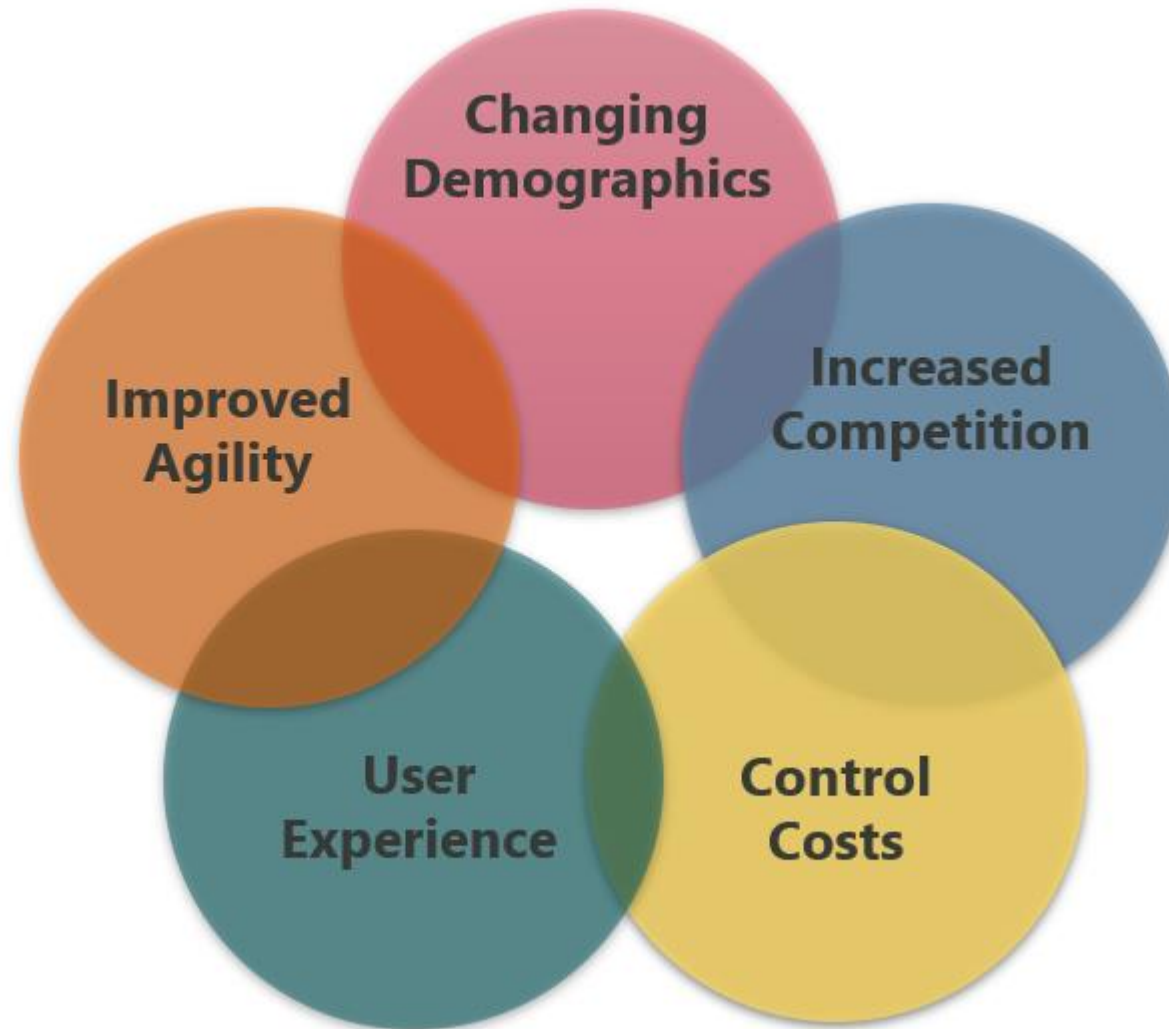 Changing
Demographics
Increased
Competition
Improved
Agility
User
Experience
Control
Costs